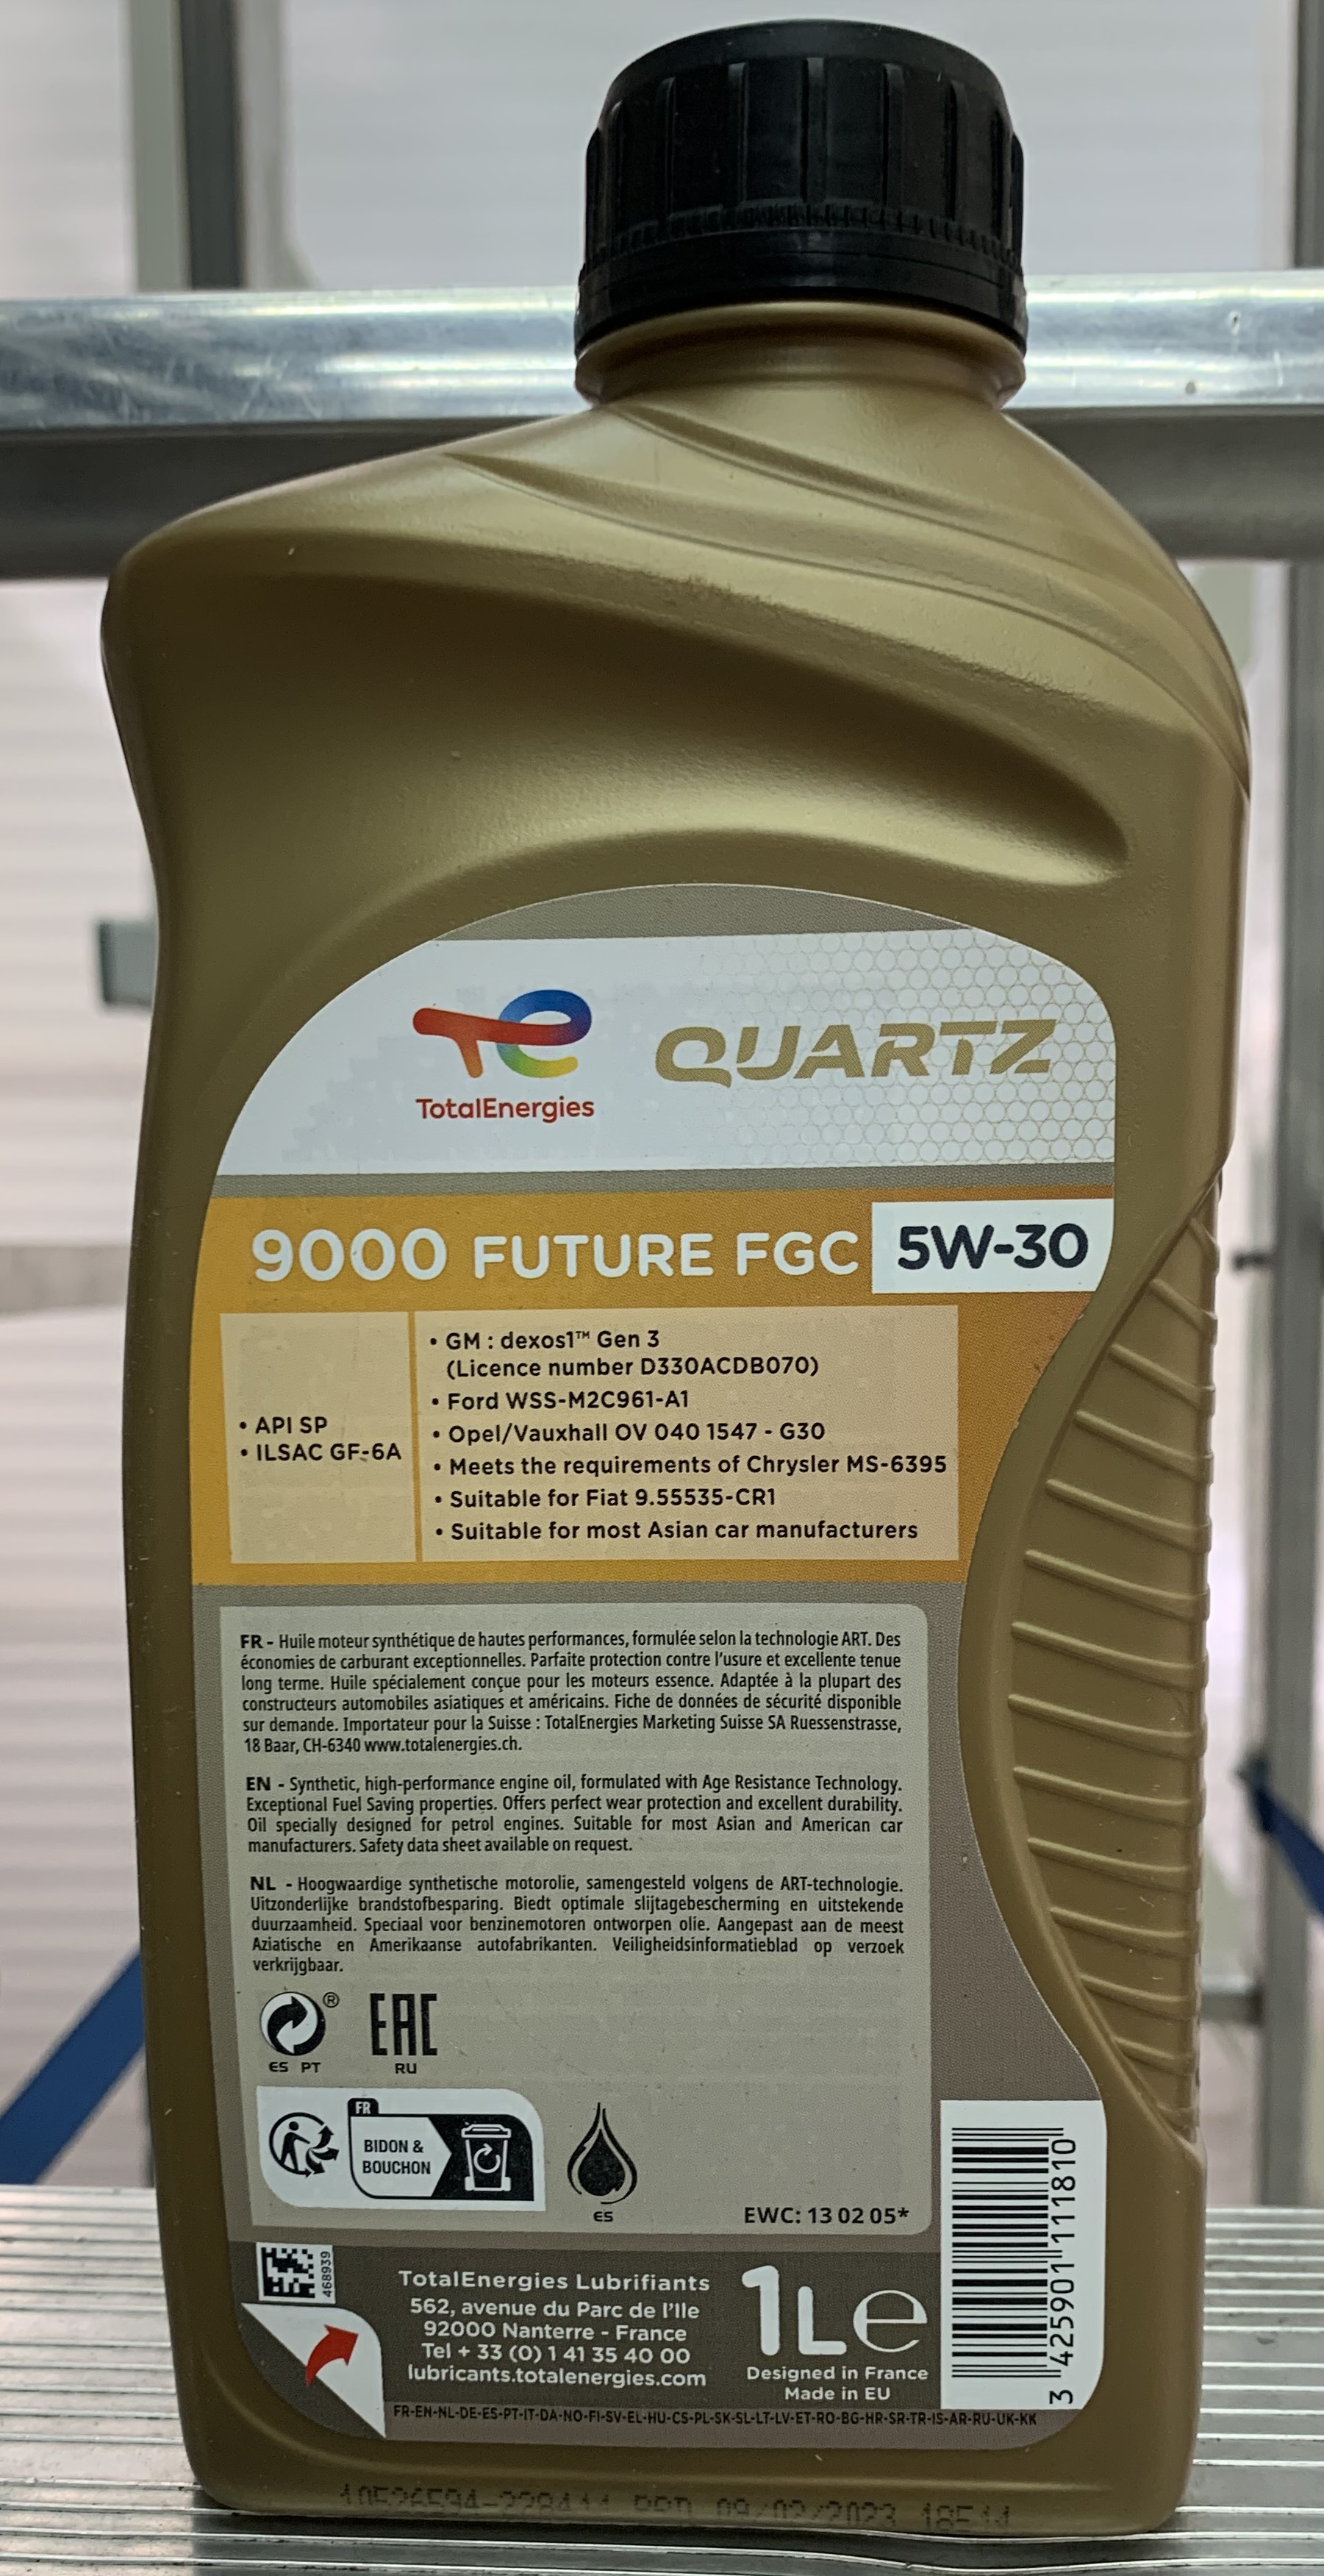 TotalEnergies
QUARTZ
9000 FUTURE FGC 5W-30
• API SP
• ILSAC GF-6A
• GM : dexos1™ Gen 3
(Licence number D330ACDB070)
• Ford WSS-M2C961-A1
• Opel/Vauxhall OV 040 1547 - G30
• Meets the requirements of Chrysler MS-6395
• Suitable for Fiat 9.55535-CR1
• Suitable for most Asian car manufacturers
FR - Huile moteur synthétique de hautes performances, formulée selon la technologie ART. Des
économies de carburant exceptionnelles. Parfaite protection contre l'usure et excellente tenue
long terme. Huile spécialement conçue pour les moteurs essence. Adaptée à la plupart des
constructeurs automobiles asiatiques et américains. Fiche de données de sécurité disponible
sur demande. Importateur pour la Suisse : TotalEnergies Marketing Suisse SA Ruessenstrasse,
18 Baar, CH-6340 www.totalenergies.ch.
EN - Synthetic, high-performance engine oil, formulated with Age Resistance Technology.
Exceptional Fuel Saving properties. Offers perfect wear protection and excellent durability.
Oil specially designed for petrol engines. Suitable for most Asian and American car
manufacturers. Safety data sheet available on request.
NL - Hoogwaardige synthetische motorolie, samengesteld volgens de ART-technologie.
Uitzonderlijke brandstofbesparing. Biedt optimale slijtagebescherming en uitstekende
duurzaamheid. Speciaal voor benzinemotoren ontworpen olie. Aangepast aan de meest
Aziatische en Amerikaanse autofabrikanten. Veiligheidsinformatieblad op verzoek
verkrijgbaar.
®
ES PT
EAC
RU
FR
BIDON &
BOUCHON
ES
EWC: 13 02 05*
468939
TotalEnergies Lubrifiants
562, avenue du Parc de l'Ile
92000 Nanterre - France
Tel + 33 (0) 1 41 35 40 00
lubricants.totalenergies.com
1L e
Designed in France
Made in EU
3 425901 111810
FR-EN-NL-DE-ES-PT-IT-DA-NO-FI-SV-EL-HU-CS-PL-SK-SL-LT-LV-ET-RO-BG-HR-SR-TR-IS-AR-RU-UK-KK
09/02/2023